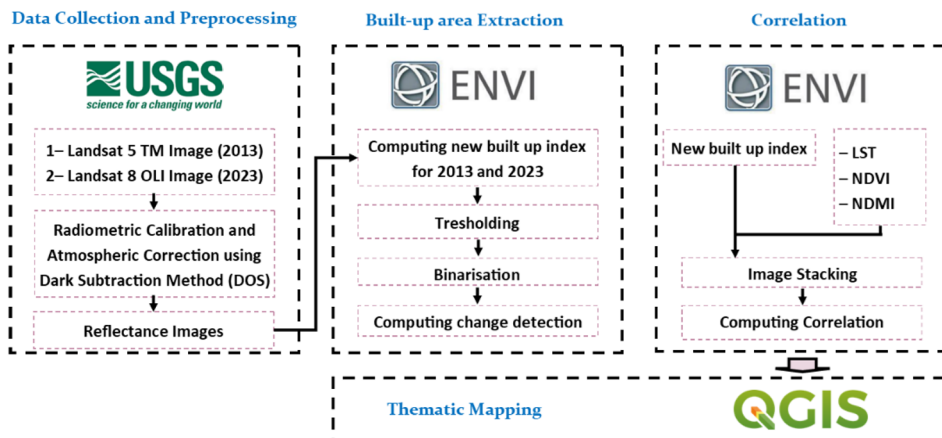 Data Collection and Preprocessing
USGS
science for a changing world
1– Landsat 5 TM Image (2013)
2– Landsat 8 OLI Image (2023)
Radiometric Calibration and
Atmospheric Correction using
Dark Subtraction Method (DOS)
Reflectance Images
Built-up area Extraction
ENVI
Computing new built up index
for 2013 and 2023
Tresholding
Binarisation
Computing change detection
Correlation
ENVI
New built up index
– LST
– NDVI
– NDMI
Image Stacking
Computing Correlation
Thematic Mapping
QGIS